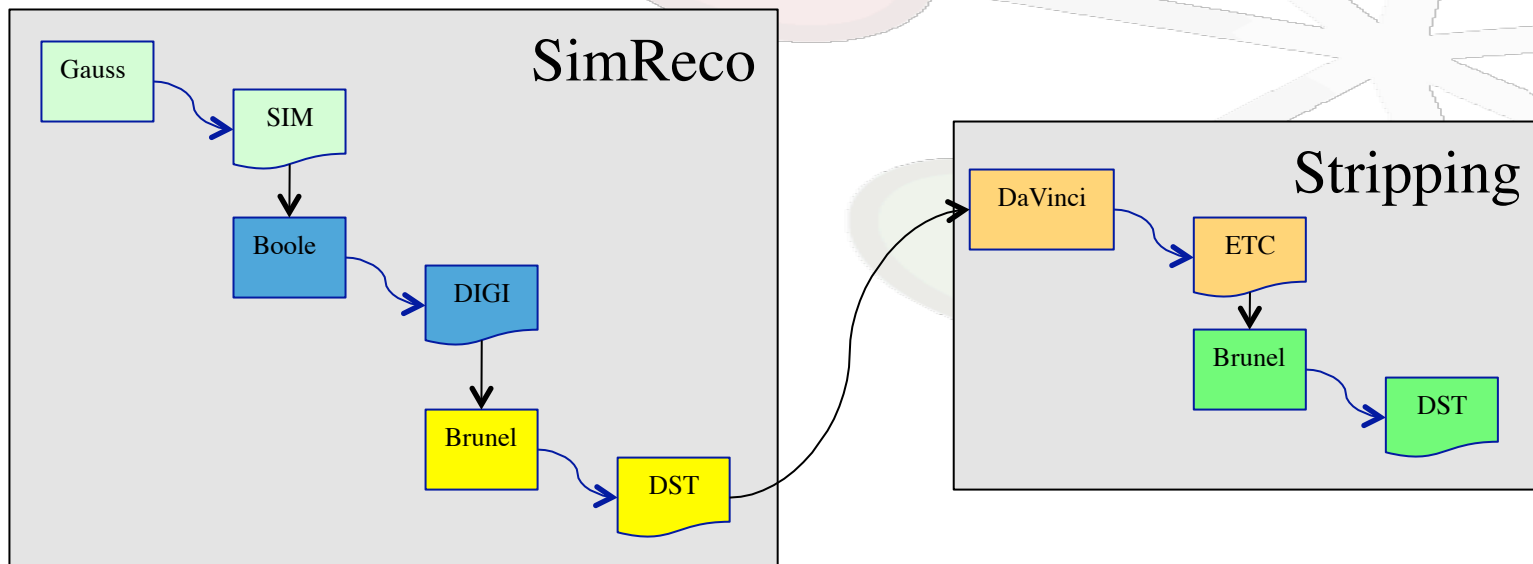 SimReco
Gauss
SIM
Boole
DIGI
Brunel
DST
Stripping
DaVinci
ETC
Brunel
DST